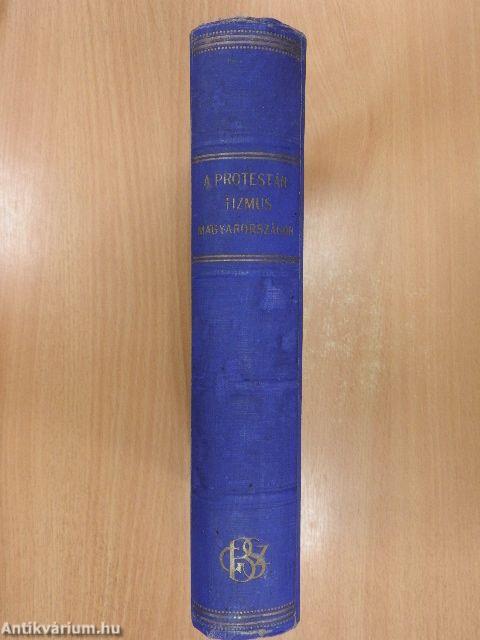 A PROTESTÁN
TIZMUS
MAGYARORSZÁGON
Antikvárium.hu